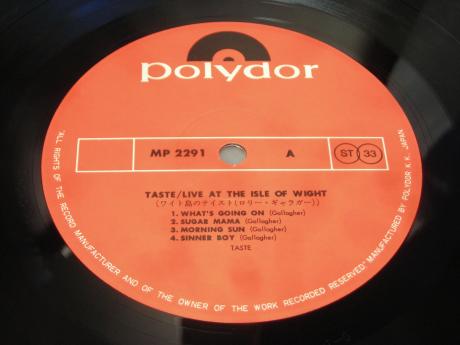 polydor
MP 2291 A ST 33
TASTE/LIVE AT THE ISLE OF WIGHT
(ワイト島のテイスト(ロリー・ギャラガー))
1. WHAT'S GOING ON (Gallagher)
2. SUGAR MAMA (Gallagher)
3. MORNING SUN (Gallagher)
4. SINNER BOY (Gallagher)
TASTE
"ALL RIGHTS OF THE RECORD MANUFACTURER AND OF THE OWNER OF THE WORK RECORDED RESERVED" MANUFACTURED BY POLYDOR K.K. JAPAN